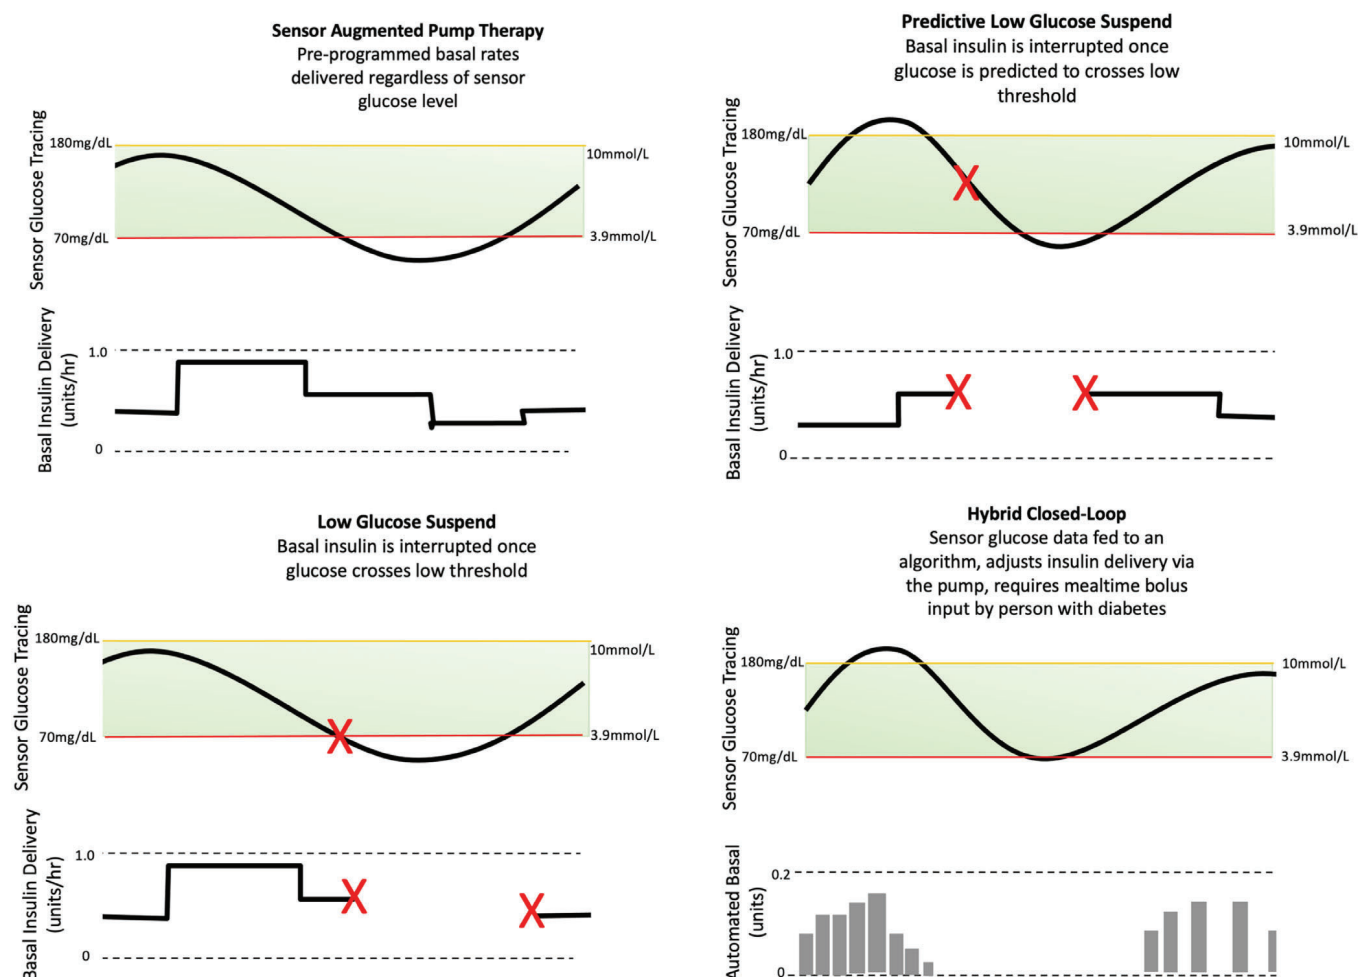 Sensor Augmented Pump Therapy
Pre-programmed basal rates
delivered regardless of sensor
glucose level
Sensor Glucose Tracing
180mg/dL
10mmol/L
70mg/dL
3.9mmol/L
Basal Insulin Delivery
(units/hr)
1.0
0
Predictive Low Glucose Suspend
Basal insulin is interrupted once
glucose is predicted to crosses low
threshold
Sensor Glucose Tracing
180mg/dL
10mmol/L
70mg/dL
3.9mmol/L
Basal Insulin Delivery
(units/hr)
1.0
0
Low Glucose Suspend
Basal insulin is interrupted once
glucose crosses low threshold
Sensor Glucose Tracing
180mg/dL
10mmol/L
70mg/dL
3.9mmol/L
Basal Insulin Delivery
(units/hr)
1.0
0
Hybrid Closed-Loop
Sensor glucose data fed to an
algorithm, adjusts insulin delivery via
the pump, requires mealtime bolus
input by person with diabetes
Sensor Glucose Tracing
180mg/dL
10mmol/L
70mg/dL
3.9mmol/L
Automated Basal
(units)
0.2
0